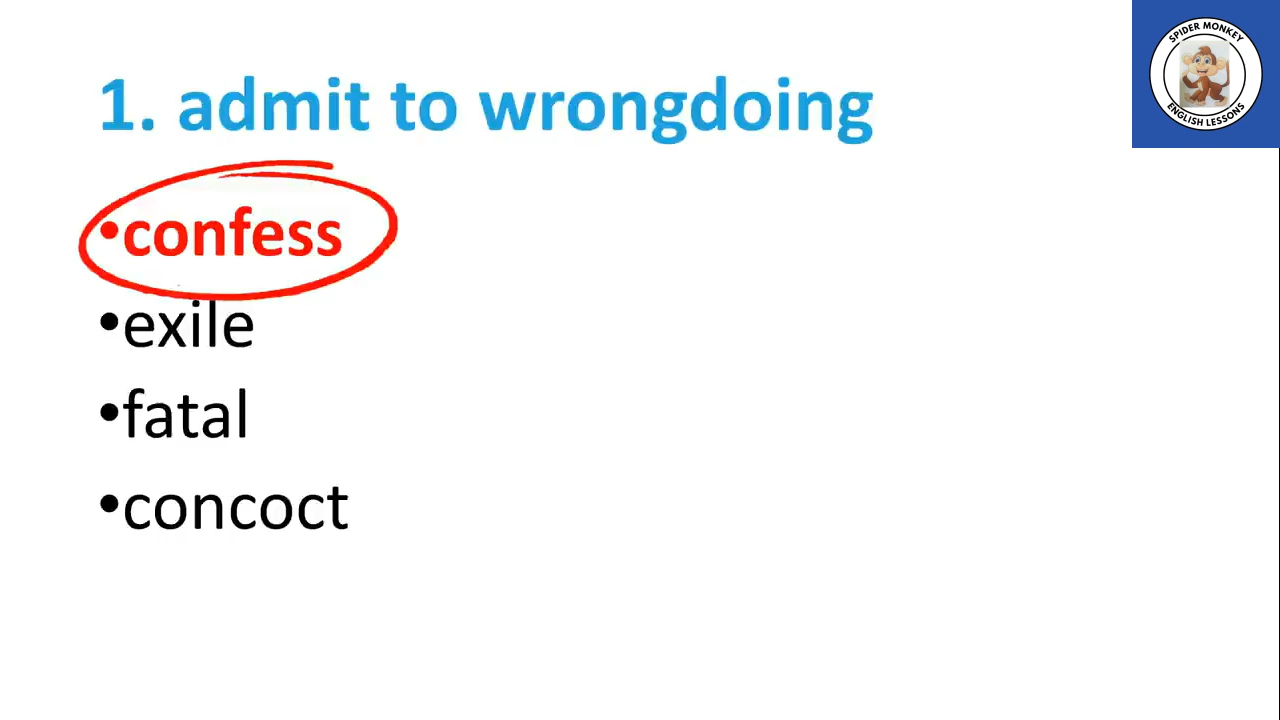 1. admit to wrongdoing
•confess
•exile
•fatal
•concoct
SPIDER MONKEY
ENGLISH LESSONS